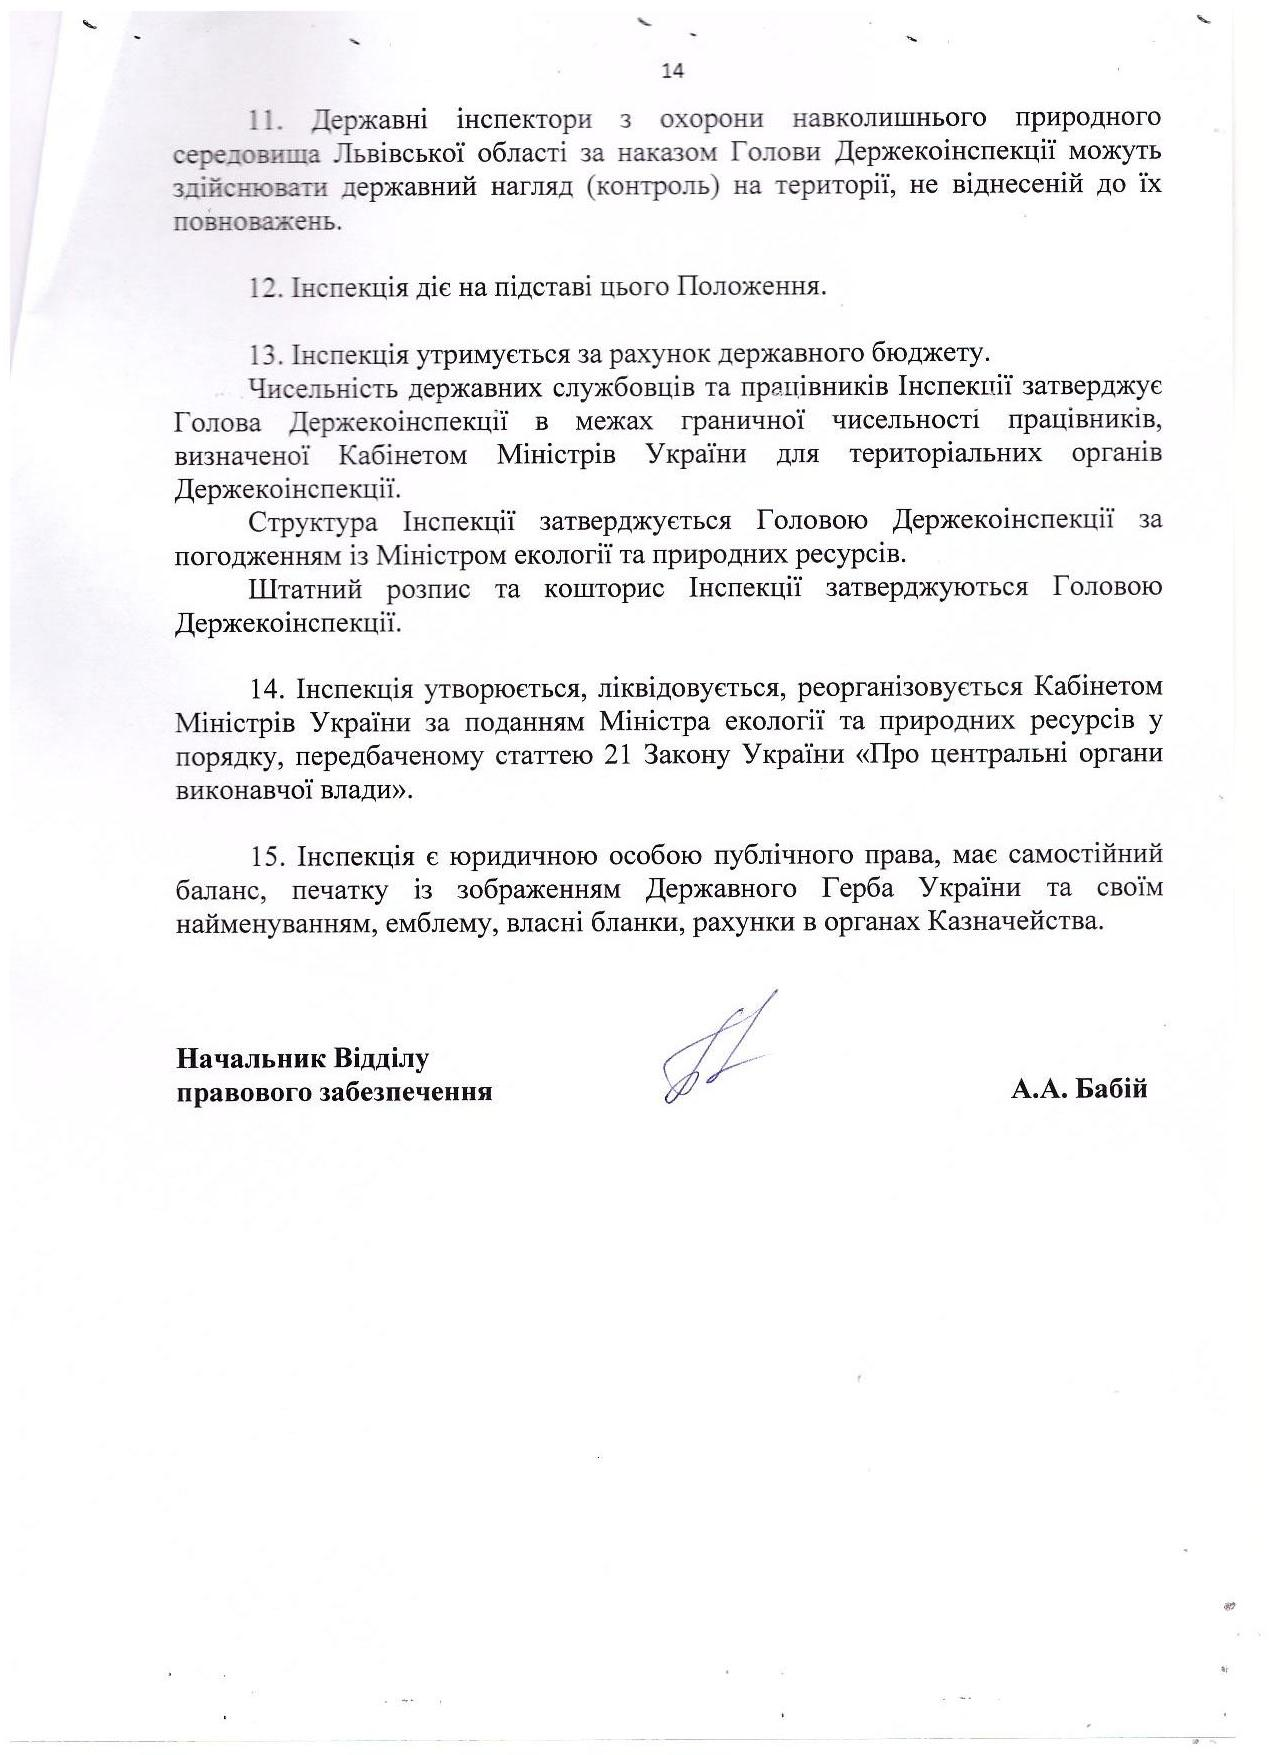 14
11. Державні інспектори з охорони навколишнього природного
середовища Львівської області за наказом Голови Держекоінспекції можуть
здійснювати державний нагляд (контроль) на території, не віднесеній до їх
повноважень.
12. Інспекція діє на підставі цього Положення.
13. Інспекція утримується за рахунок державного бюджету.
Чисельність державних службовців та працівників Інспекції затверджує
Голова Держекоінспекції в межах граничної чисельності працівників,
визначеної Кабінетом Міністрів України для територіальних органів
Держекоінспекції.
Структура Інспекції затверджується Головою Держекоінспекції за
погодженням із Міністром екології та природних ресурсів.
Штатний розпис та кошторис Інспекції затверджуються Головою
Держекоінспекції.
14. Інспекція утворюється, ліквідовується, реорганізовується Кабінетом
Міністрів України за поданням Міністра екології та природних ресурсів у
порядку, передбаченому статтею 21 Закону України «Про центральні органи
виконавчої влади».
15. Інспекція є юридичною особою публічного права, має самостійний
баланс, печатку із зображенням Державного Герба України та своїм
найменуванням, емблему, власні бланки, рахунки в органах Казначейства.
Начальник Відділу
правового забезпечення
А.А. Бабій